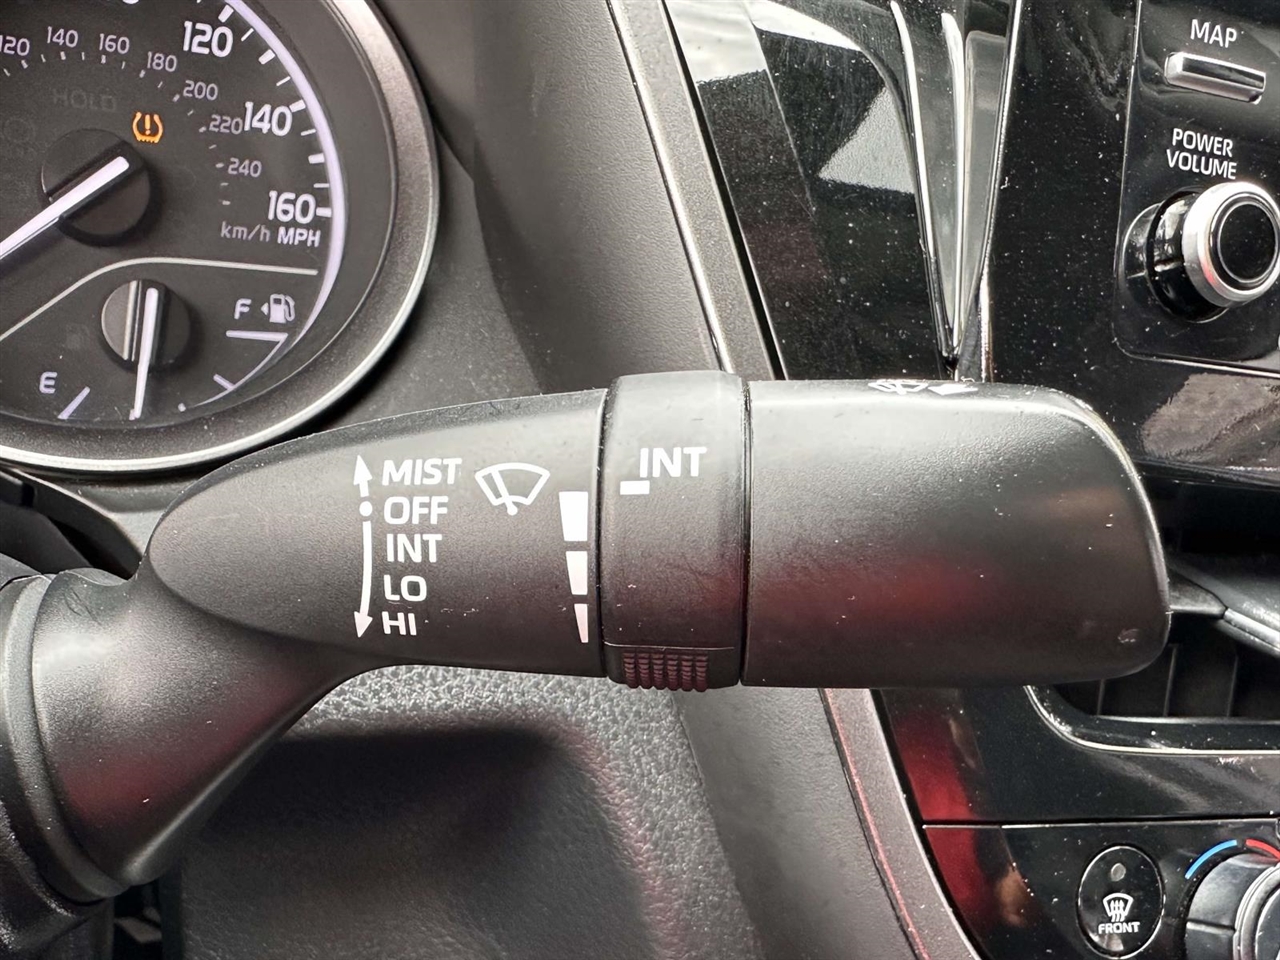 120
140
160
180
200
220
240
120
140
160
km/h MPH
HOLD
F
E
MAP
POWER
VOLUME
MIST
OFF
INT
LO
HI
INT
FRONT